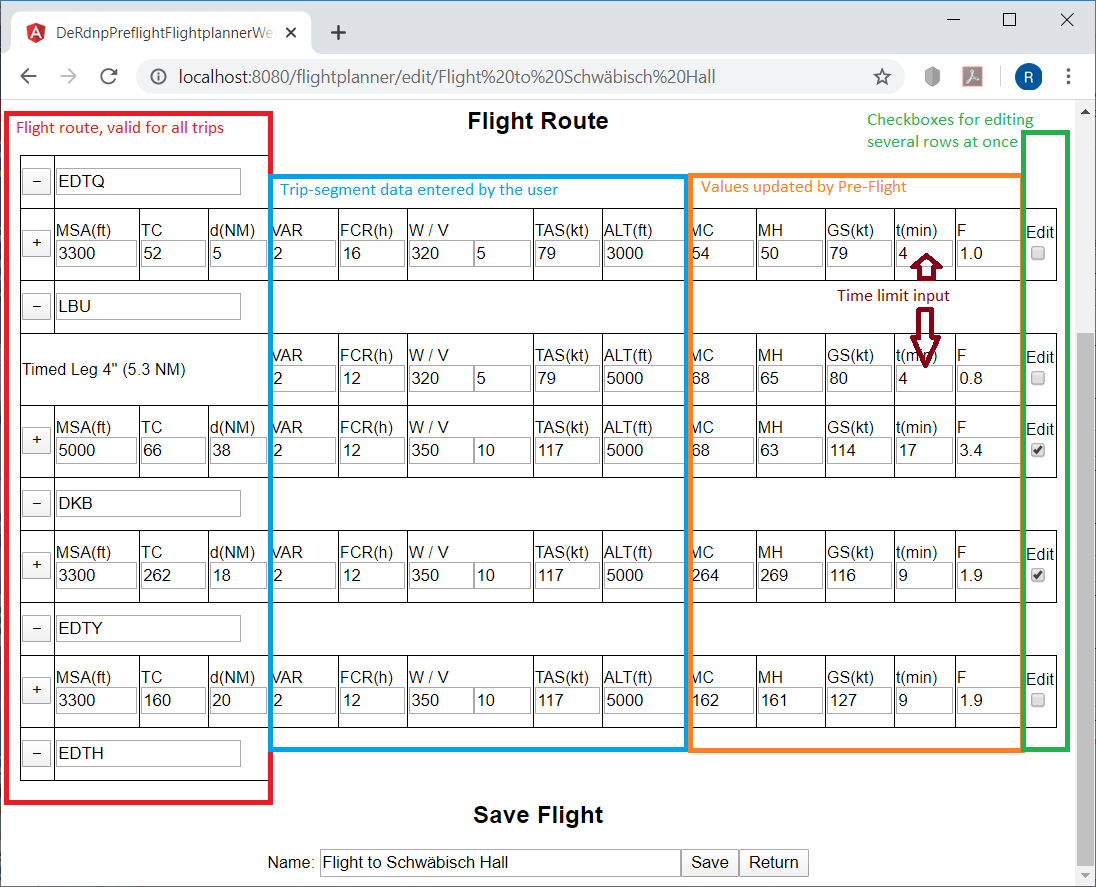 DeRdnpPreflightFlightplannerWe
localhost:8080/flightplanner/edit/Flight%20to%20Schwäbisch%20Hall
R
Flight route, valid for all trips
Flight Route
Checkboxes for editing
several rows at once
− EDTQ
Trip-segment data entered by the user
Values updated by Pre-Flight
MSA(ft) TC d(NM) VAR FCR(h) W / V TAS(kt) ALT(ft) MC MH GS(kt) t(min) F Edit
+ 3300 52 5 2 16 320 5 79 3000 54 50 79 4 1.0
− LBU
Time limit input
VAR FCR(h) W / V TAS(kt) ALT(ft) MC MH GS(kt) t(min) F Edit
Timed Leg 4" (5.3 NM)
2 12 320 5 79 5000 68 65 80 4 0.8
MSA(ft) TC d(NM) VAR FCR(h) W / V TAS(kt) ALT(ft) MC MH GS(kt) t(min) F Edit
+ 5000 66 38 2 12 350 10 117 5000 68 63 114 17 3.4
− DKB
MSA(ft) TC d(NM) VAR FCR(h) W / V TAS(kt) ALT(ft) MC MH GS(kt) t(min) F Edit
+ 3300 262 18 2 12 350 10 117 5000 264 269 116 9 1.9
− EDTY
MSA(ft) TC d(NM) VAR FCR(h) W / V TAS(kt) ALT(ft) MC MH GS(kt) t(min) F Edit
+ 3300 160 20 2 12 350 10 117 5000 162 161 127 9 1.9
− EDTH
Save Flight
Name: Flight to Schwäbisch Hall Save Return